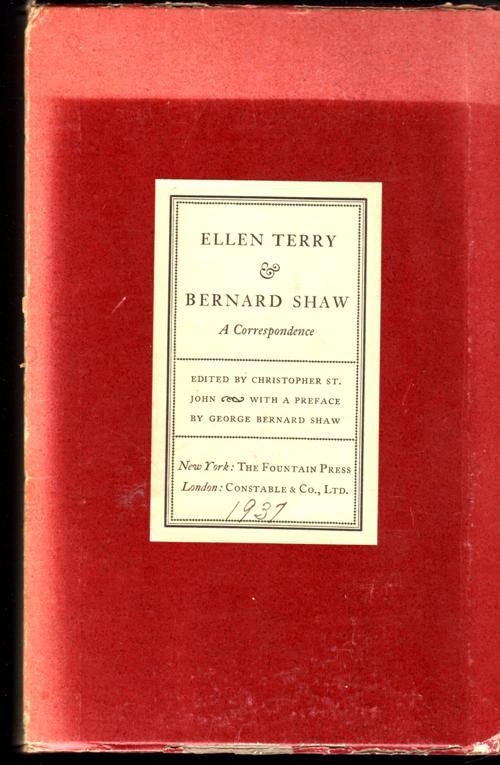 ELLEN TERRY
&
BERNARD SHAW
A Correspondence
EDITED BY CHRISTOPHER ST.
JOHN WITH A PREFACE
BY GEORGE BERNARD SHAW
New York: THE FOUNTAIN PRESS
London: CONSTABLE & CO., LTD.
1937